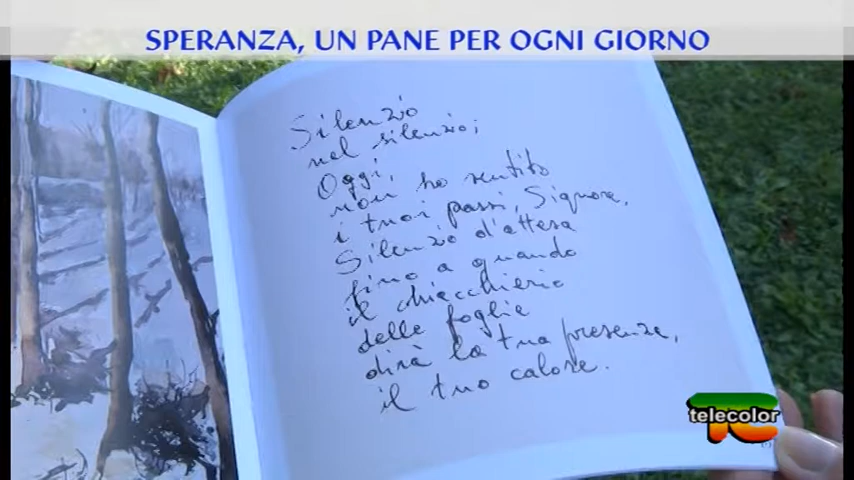 SPERANZA, UN PANE PER OGNI GIORNO
Silenzio
nel silenzio;
Oggi,
non ho sentito
i tuoi passi, Signore,
Silenzio d'attesa
fino a quando
il chiacchierio
delle foglie
dirà la tua presenza,
il tuo calore.
telecolor